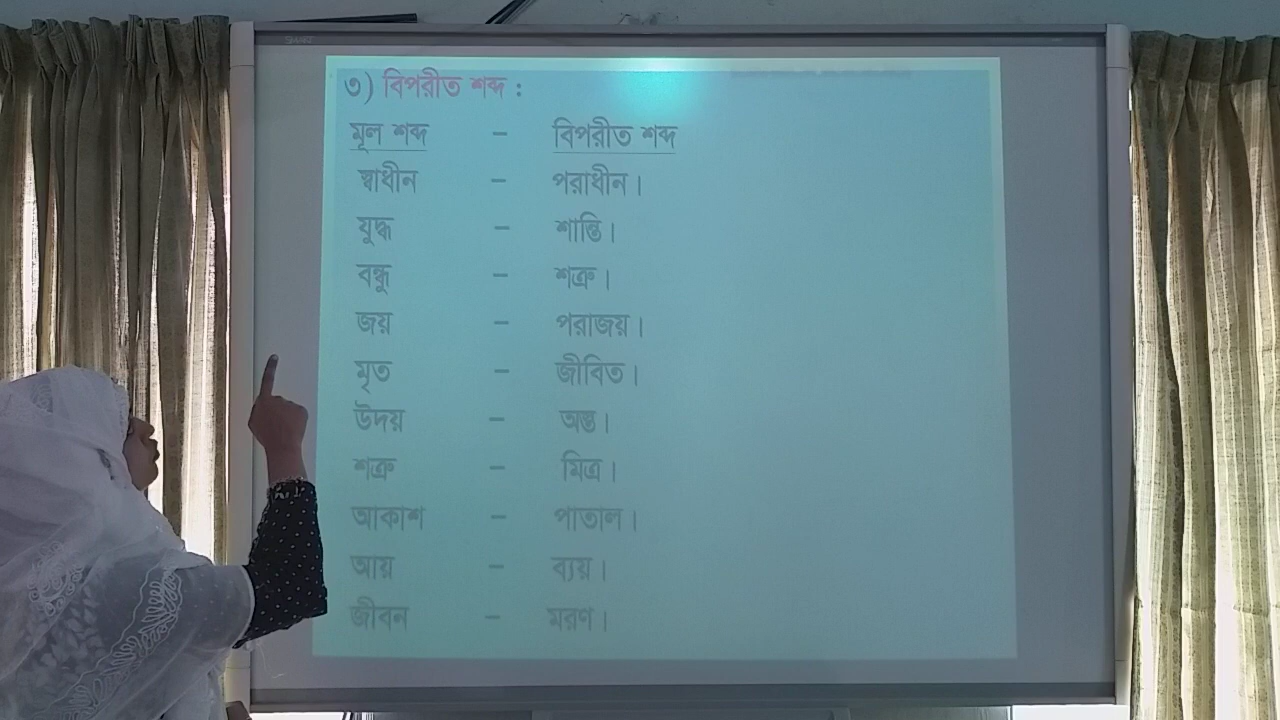 ৩) বিপরীত শব্দ :
মূল শব্দ – বিপরীত শব্দ
স্বাধীন – পরাধীন।
যুদ্ধ – শান্তি।
বন্ধু – শত্রু।
জয় – পরাজয়।
মৃত – জীবিত।
উদয় – অস্ত।
শত্রু – মিত্র।
আকাশ – পাতাল।
আয় – ব্যয়।
জীবন – মরণ।